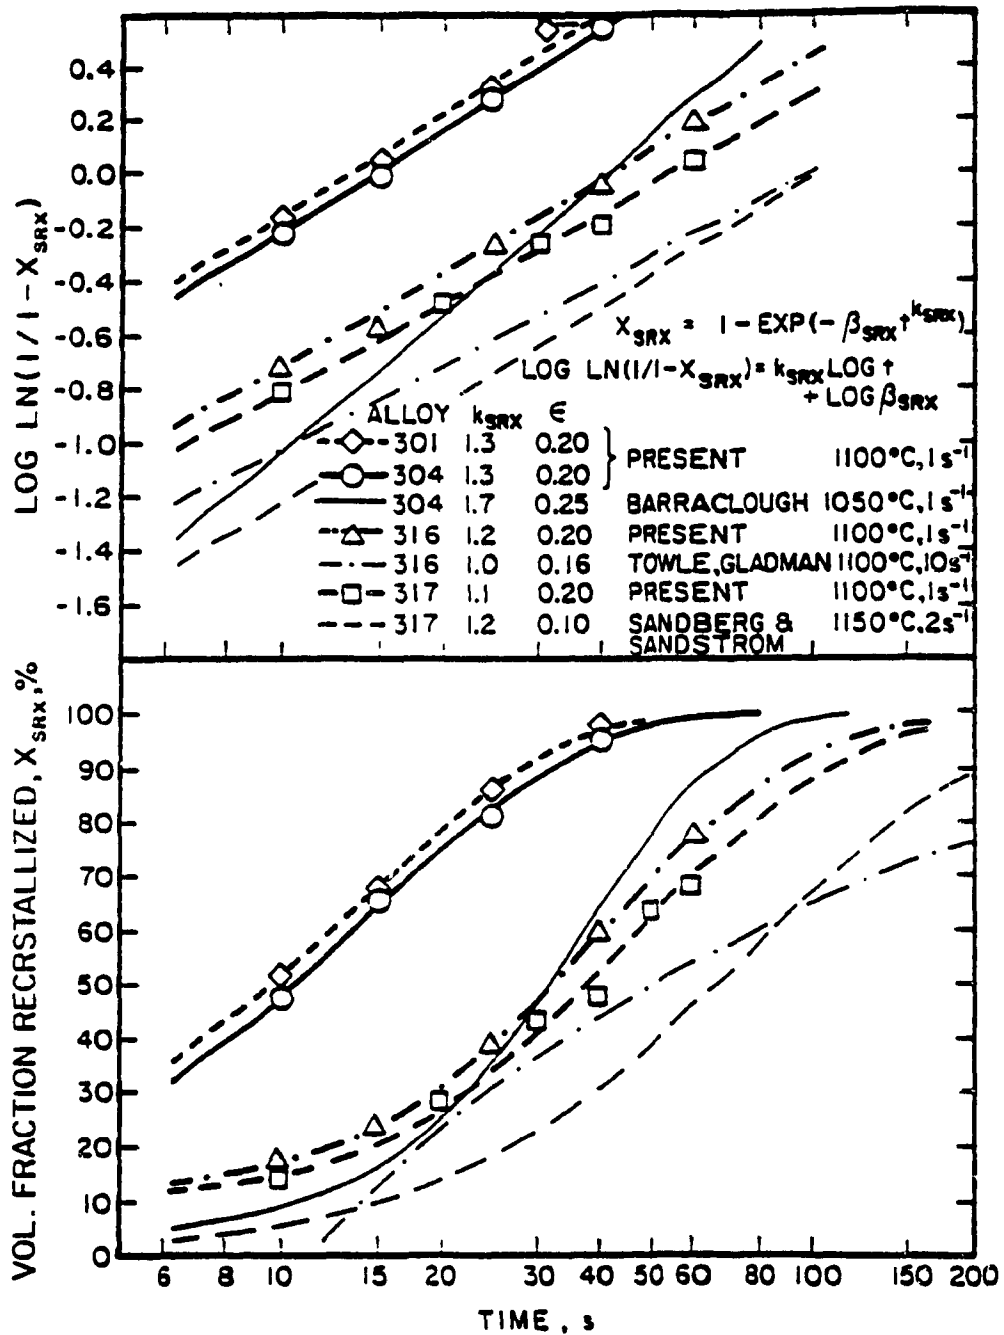 LOG LN(1/1-X_SRX)
0.4
0.2
0.0
-0.2
-0.4
-0.6
-0.8
-1.0
-1.2
-1.4
-1.6
X_SRX = 1-EXP(-β_SRX t^k_SRX)
LOG LN(1/1-X_SRX)=k_SRX LOG t
+ LOG β_SRX
ALLOY k_SRX ϵ
301 1.3 0.20
304 1.3 0.20
PRESENT 1100°C,1s⁻¹
304 1.7 0.25 BARRACLOUGH 1050°C,1s⁻¹
316 1.2 0.20 PRESENT 1100°C,1s⁻¹
316 1.0 0.16 TOWLE,GLADMAN 1100°C,10s⁻¹
317 1.1 0.20 PRESENT 1100°C,1s⁻¹
317 1.2 0.10 SANDBERG & SANDSTROM 1150°C,2s⁻¹
VOL. FRACTION RECRSTALLIZED, X_SRX,%
100
90
80
70
60
50
40
30
20
10
0
6 8 10 15 20 30 40 50 60 100 150 200
TIME, s